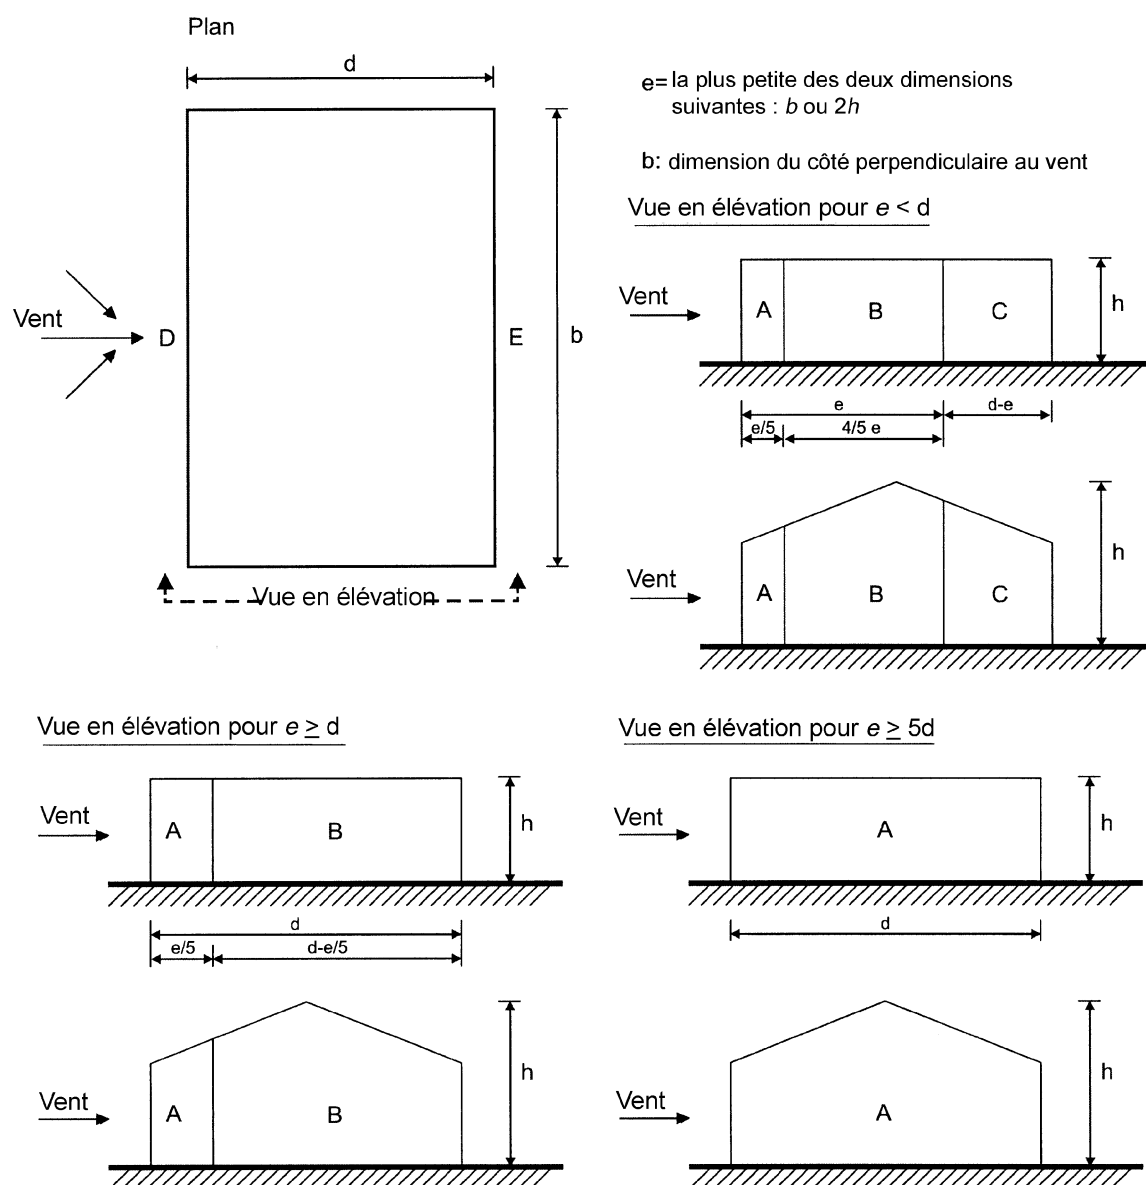 Plan
d
Vent
D
E
b
Vue en élévation
e= la plus petite des deux dimensions
suivantes : b ou 2h
b: dimension du côté perpendiculaire au vent
Vue en élévation pour e < d
Vent
A
B
C
h
e
d-e
e/5
4/5 e
Vent
A
B
C
h
Vue en élévation pour e ≥ d
Vent
A
B
h
d
e/5
d-e/5
Vent
A
B
h
Vue en élévation pour e ≥ 5d
Vent
A
h
d
Vent
A
h